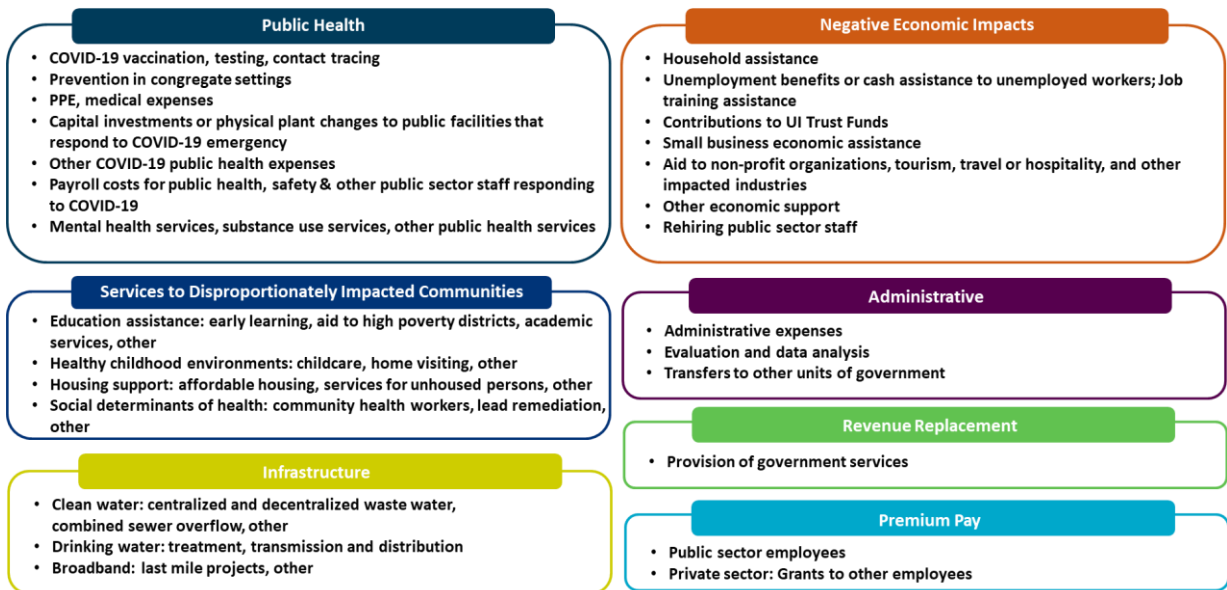 Public Health
• COVID-19 vaccination, testing, contact tracing
• Prevention in congregate settings
• PPE, medical expenses
• Capital investments or physical plant changes to public facilities that
respond to COVID-19 emergency
• Other COVID-19 public health expenses
• Payroll costs for public health, safety & other public sector staff responding
to COVID-19
• Mental health services, substance use services, other public health services
Negative Economic Impacts
• Household assistance
• Unemployment benefits or cash assistance to unemployed workers; Job
training assistance
• Contributions to UI Trust Funds
• Small business economic assistance
• Aid to non-profit organizations, tourism, travel or hospitality, and other
impacted industries
• Other economic support
• Rehiring public sector staff
Services to Disproportionately Impacted Communities
• Education assistance: early learning, aid to high poverty districts, academic
services, other
• Healthy childhood environments: childcare, home visiting, other
• Housing support: affordable housing, services for unhoused persons, other
• Social determinants of health: community health workers, lead remediation,
other
Administrative
• Administrative expenses
• Evaluation and data analysis
• Transfers to other units of government
Revenue Replacement
• Provision of government services
Infrastructure
• Clean water: centralized and decentralized waste water,
combined sewer overflow, other
• Drinking water: treatment, transmission and distribution
• Broadband: last mile projects, other
Premium Pay
• Public sector employees
• Private sector: Grants to other employees